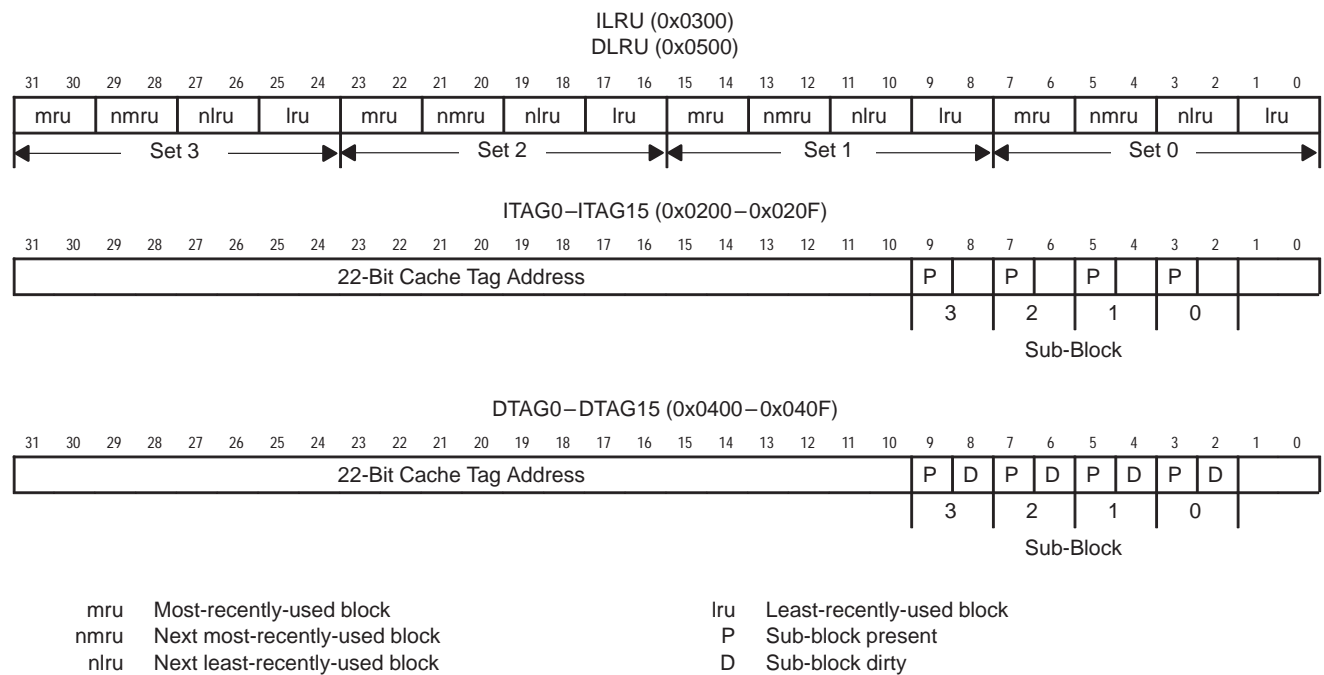 ILRU (0x0300)
DLRU (0x0500)
31 30 29 28 27 26 25 24 23 22 21 20 19 18 17 16 15 14 13 12 11 10 9 8 7 6 5 4 3 2 1 0
mru nmru nlru lru mru nmru nlru lru mru nmru nlru lru mru nmru nlru lru
Set 3 Set 2 Set 1 Set 0
ITAG0–ITAG15 (0x0200–0x020F)
31 30 29 28 27 26 25 24 23 22 21 20 19 18 17 16 15 14 13 12 11 10 9 8 7 6 5 4 3 2 1 0
22-Bit Cache Tag Address P P P P
3 2 1 0
Sub-Block
DTAG0–DTAG15 (0x0400–0x040F)
31 30 29 28 27 26 25 24 23 22 21 20 19 18 17 16 15 14 13 12 11 10 9 8 7 6 5 4 3 2 1 0
22-Bit Cache Tag Address P D P D P D P D
3 2 1 0
Sub-Block
mru Most-recently-used block
nmru Next most-recently-used block
nlru Next least-recently-used block
lru Least-recently-used block
P Sub-block present
D Sub-block dirty